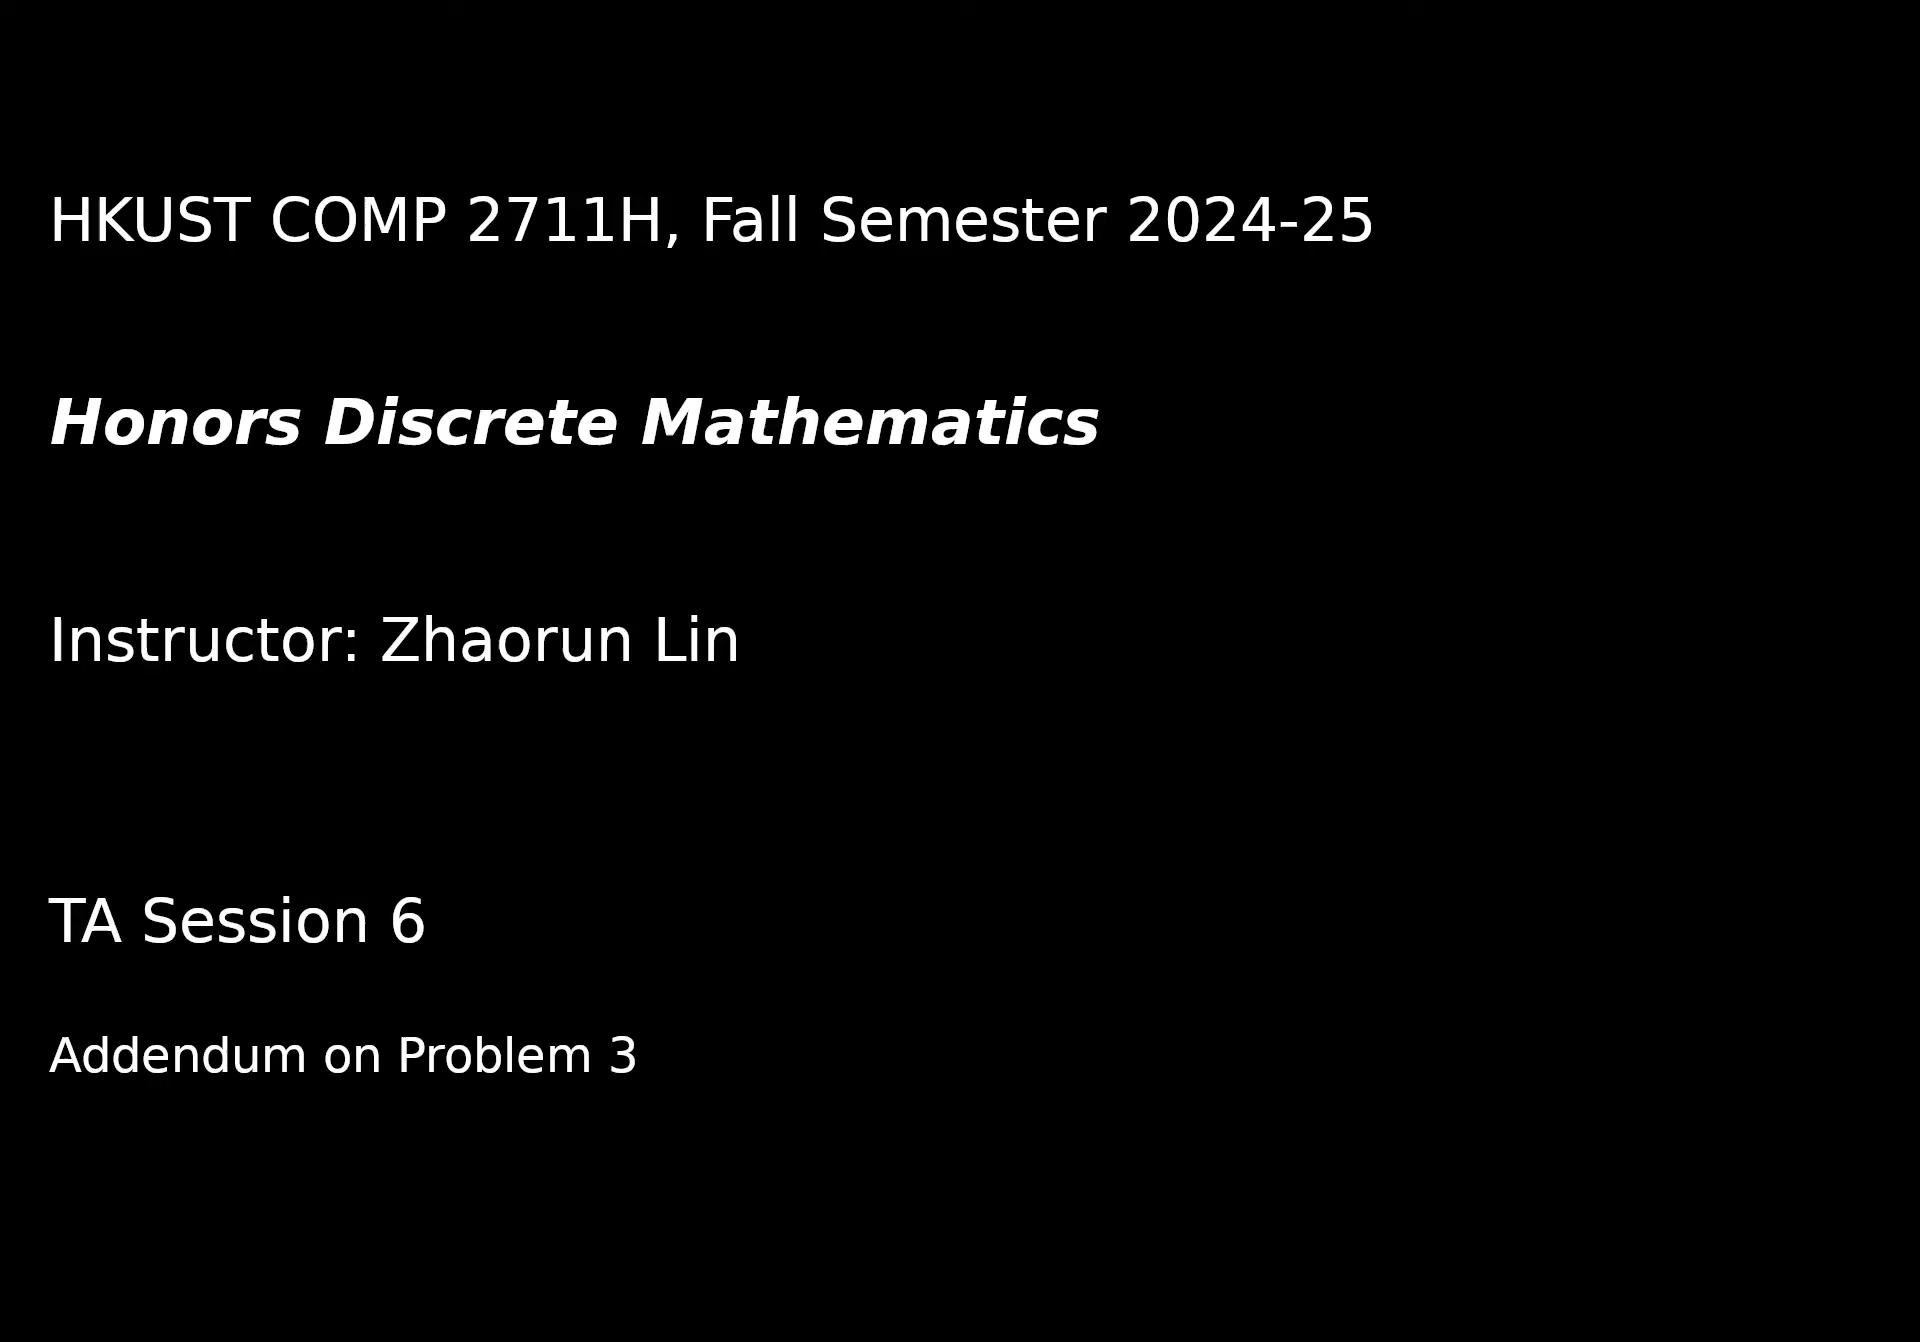 HKUST COMP 2711H, Fall Semester 2024-25
Honors Discrete Mathematics
Instructor: Zhaorun Lin
TA Session 6
Addendum on Problem 3